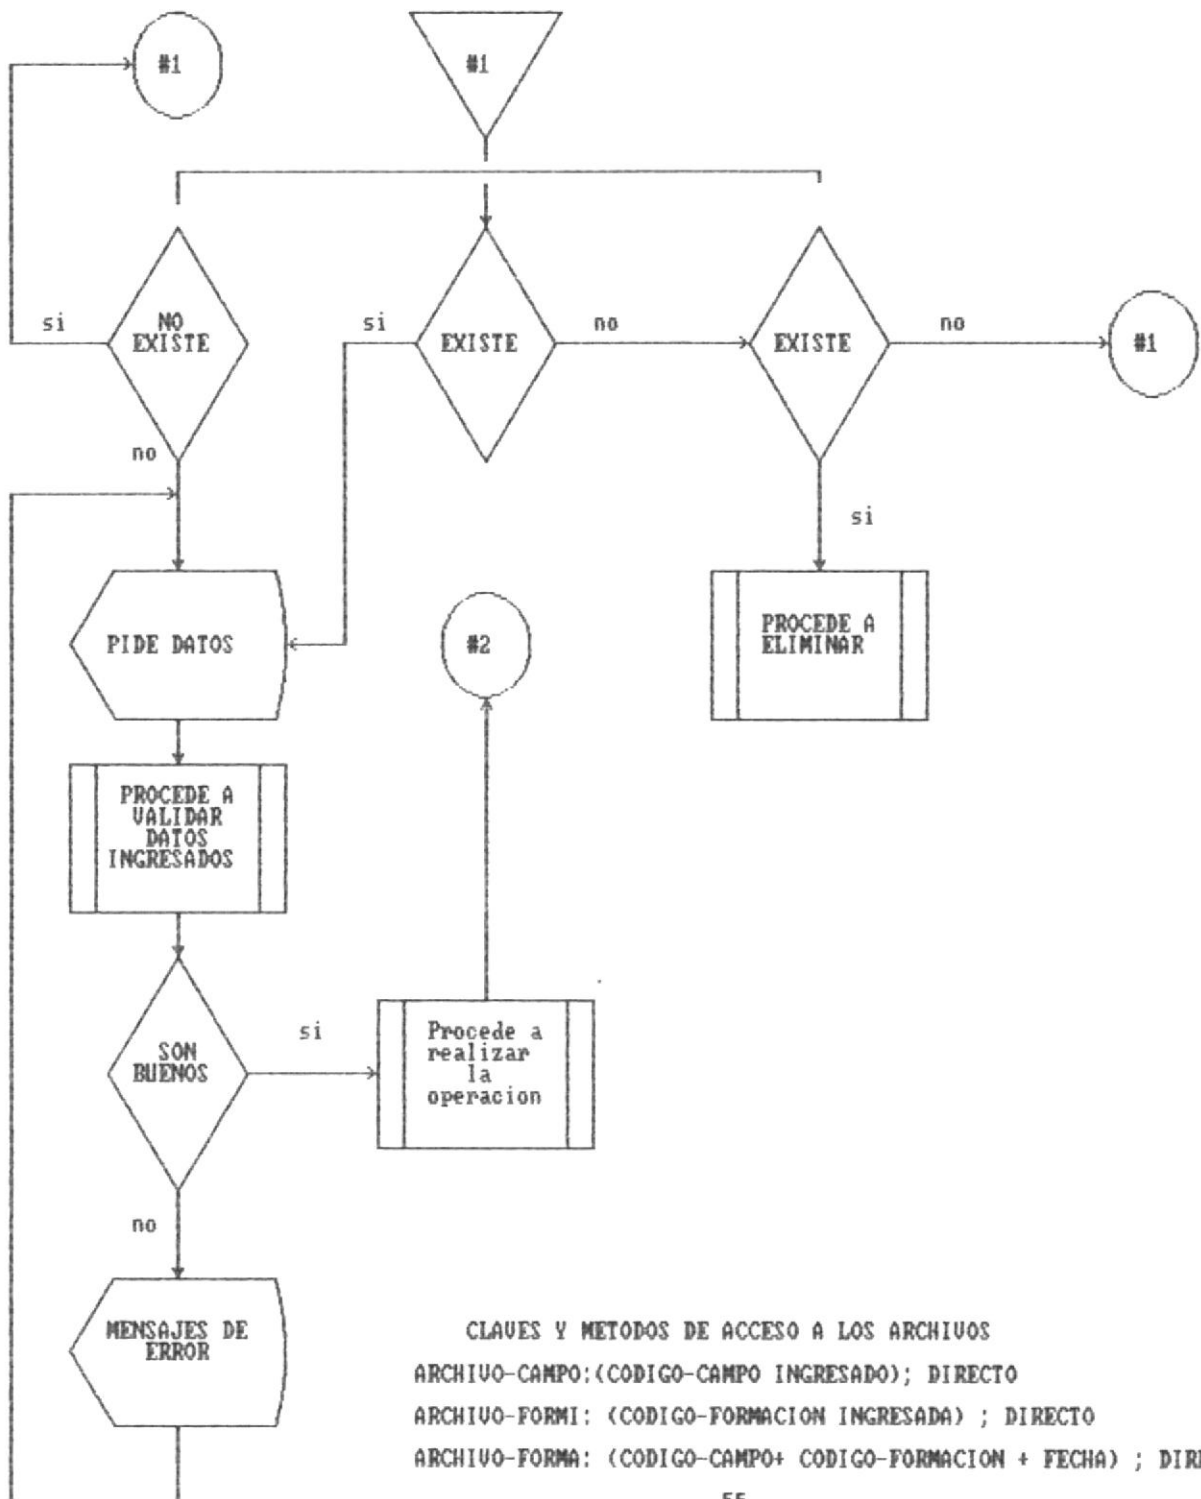 #1
#1
si
NO
EXISTE
si
EXISTE
no
EXISTE
no
#1
no
si
PIDE DATOS
#2
PROCEDE A
ELIMINAR
PROCEDE A
VALIDAR
DATOS
INGRESADOS
SON
BUENOS
si
Procede a
realizar
la
operacion
no
MENSAJES DE
ERROR
CLAVES Y METODOS DE ACCESO A LOS ARCHIVOS
ARCHIVO-CAMPO:(CODIGO-CAMPO INGRESADO); DIRECTO
ARCHIVO-FORMI: (CODIGO-FORMACION INGRESADA) ; DIRECTO
ARCHIVO-FORMA: (CODIGO-CAMPO+ CODIGO-FORMACION + FECHA) ; DIR